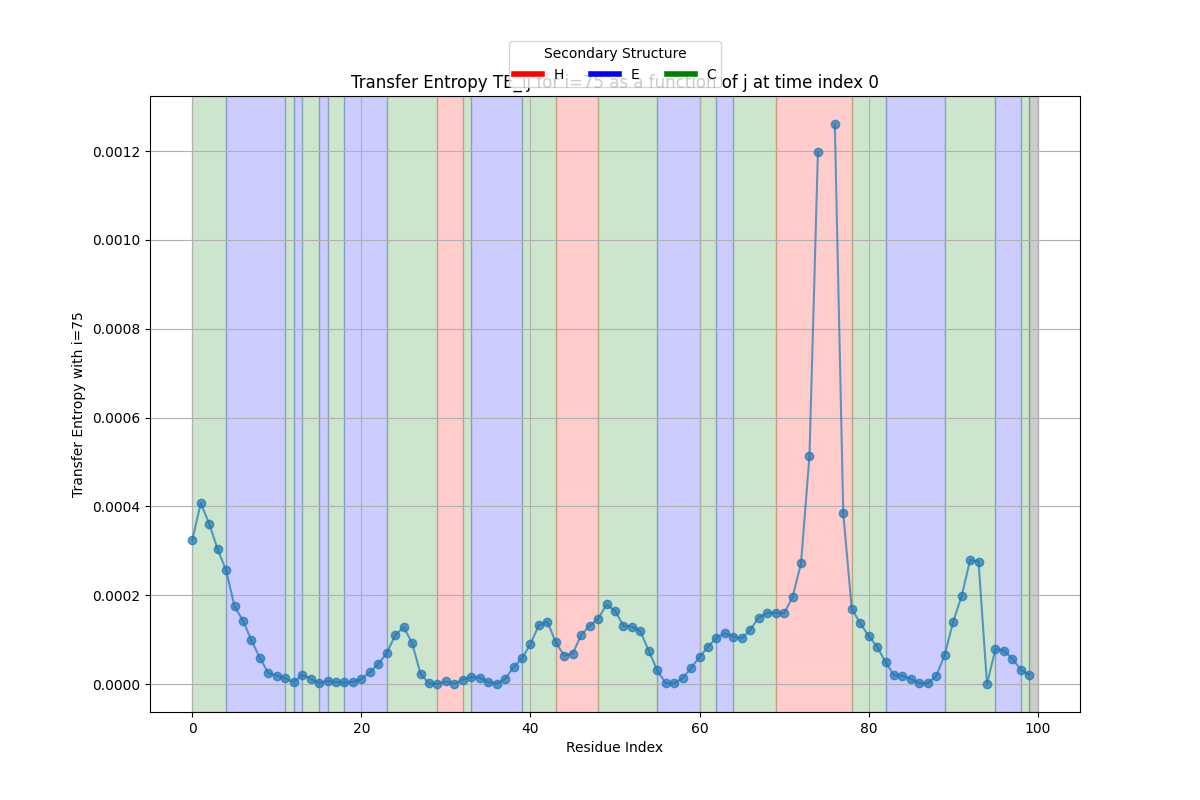 Secondary Structure
H E C
Transfer Entropy TE_ij for i=75 as a function of j at time index 0
Transfer Entropy with i=75
0.0012
0.0010
0.0008
0.0006
0.0004
0.0002
0.0000
0 20 40 60 80 100
Residue Index